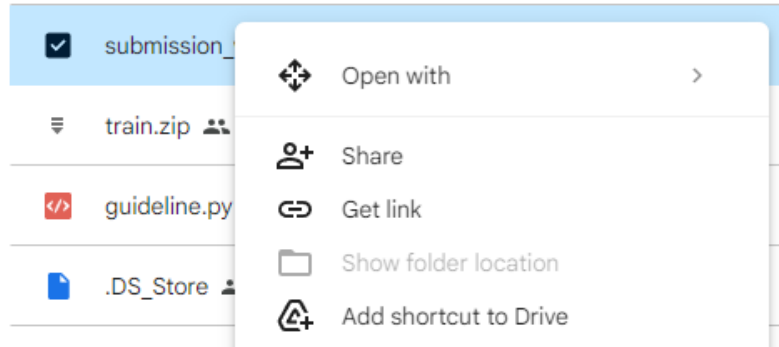 submission_
Open with
train.zip
Share
guideline.py
Get link
Show folder location
.DS_Store
Add shortcut to Drive